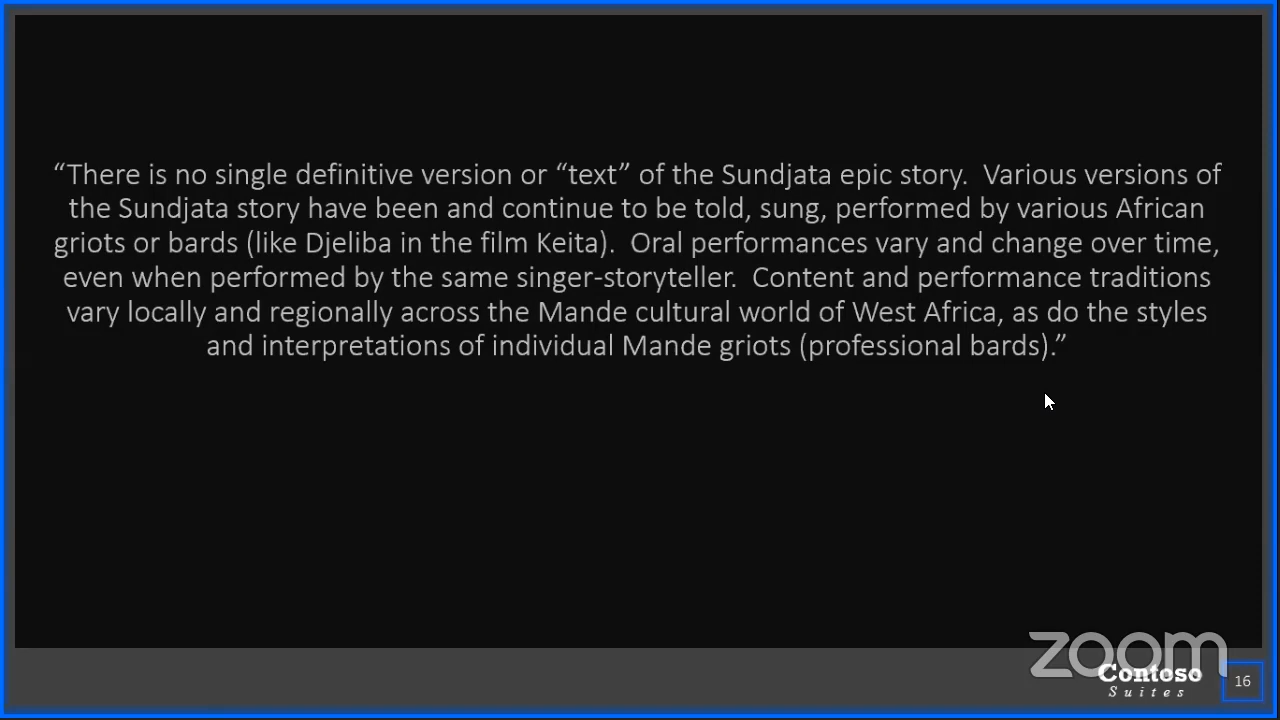 “There is no single definitive version or “text” of the Sundjata epic story.  Various versions of
the Sundjata story have been and continue to be told, sung, performed by various African
griots or bards (like Djeliba in the film Keita).  Oral performances vary and change over time,
even when performed by the same singer-storyteller.  Content and performance traditions
vary locally and regionally across the Mande cultural world of West Africa, as do the styles
and interpretations of individual Mande griots (professional bards).”
zoom
Contoso
Suites
16